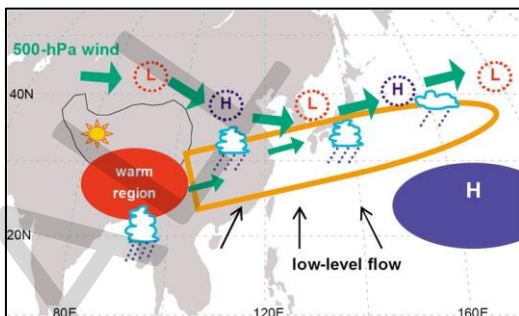 500-hPa wind
L
H
L
H
L
40N
warm
region
H
20N
low-level flow
80E
120E
160E